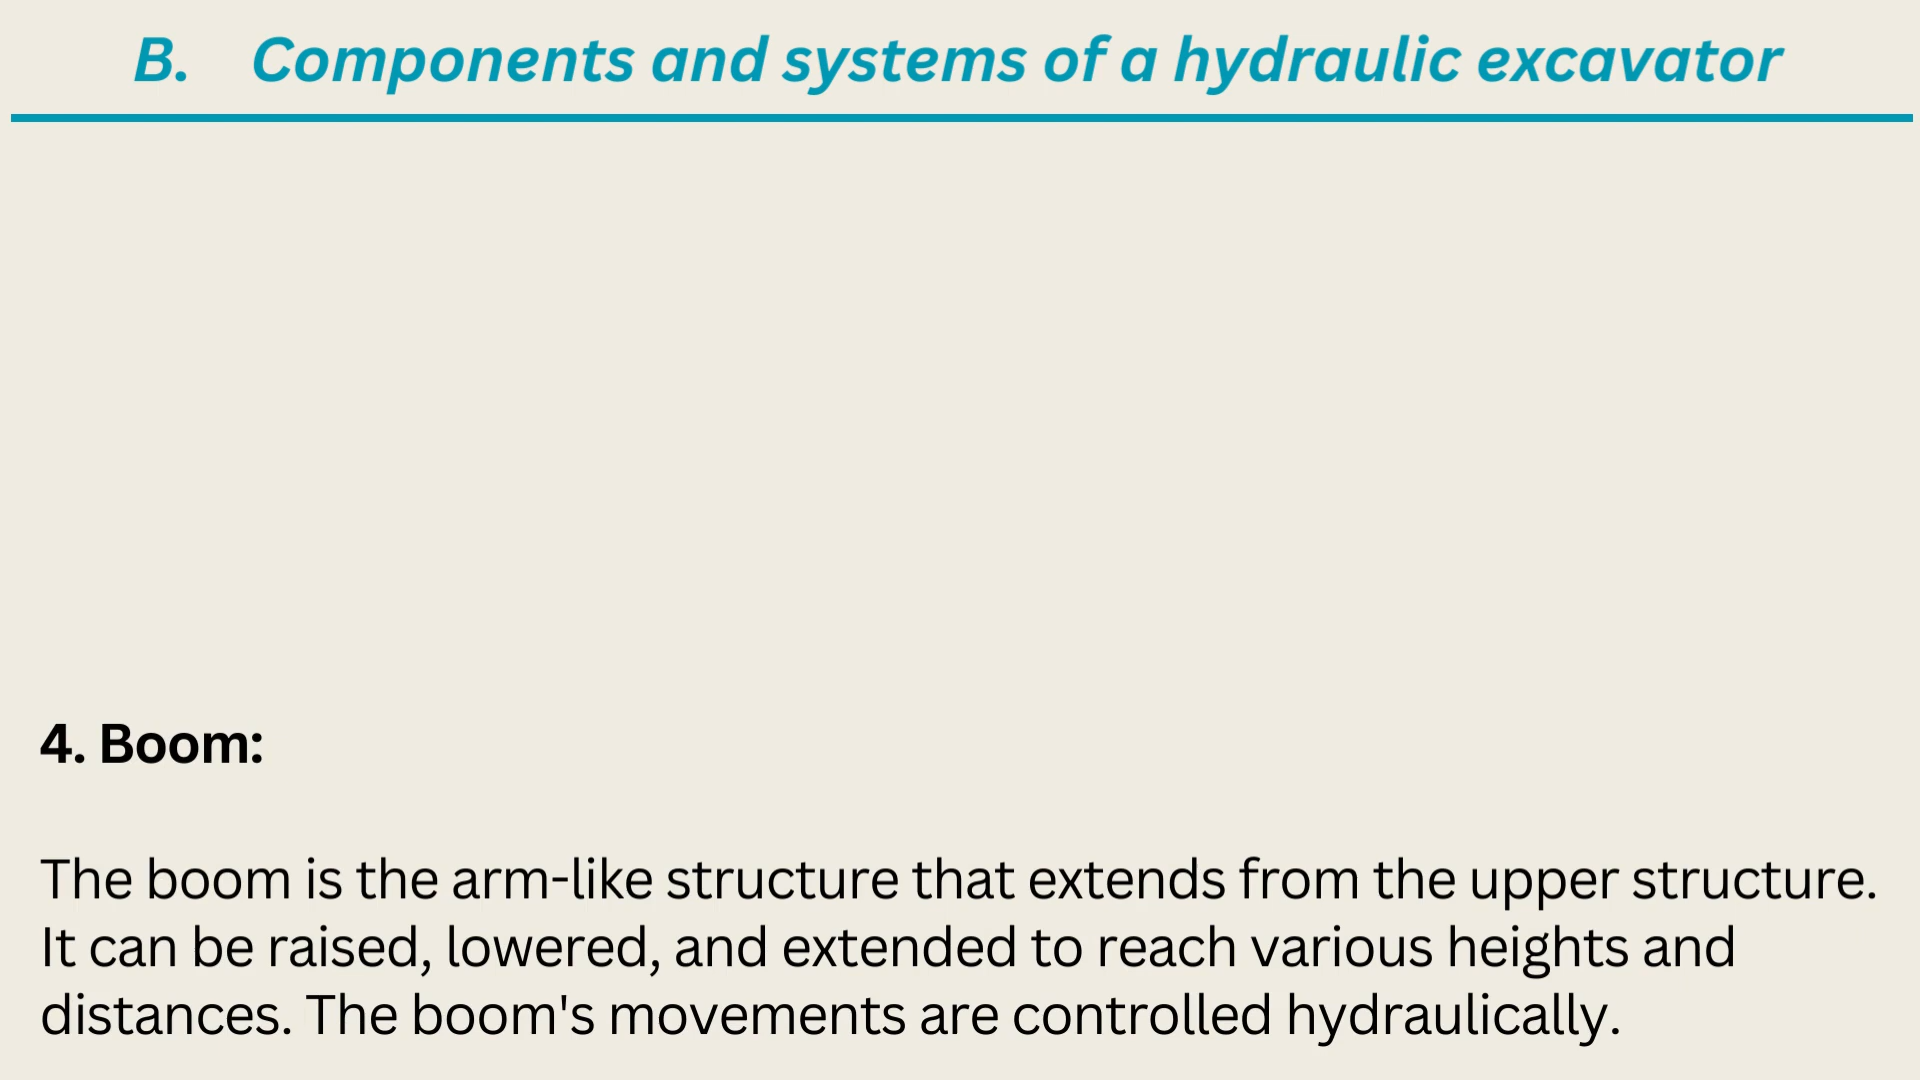 B. Components and systems of a hydraulic excavator
4. Boom:
The boom is the arm-like structure that extends from the upper structure.
It can be raised, lowered, and extended to reach various heights and
distances. The boom's movements are controlled hydraulically.